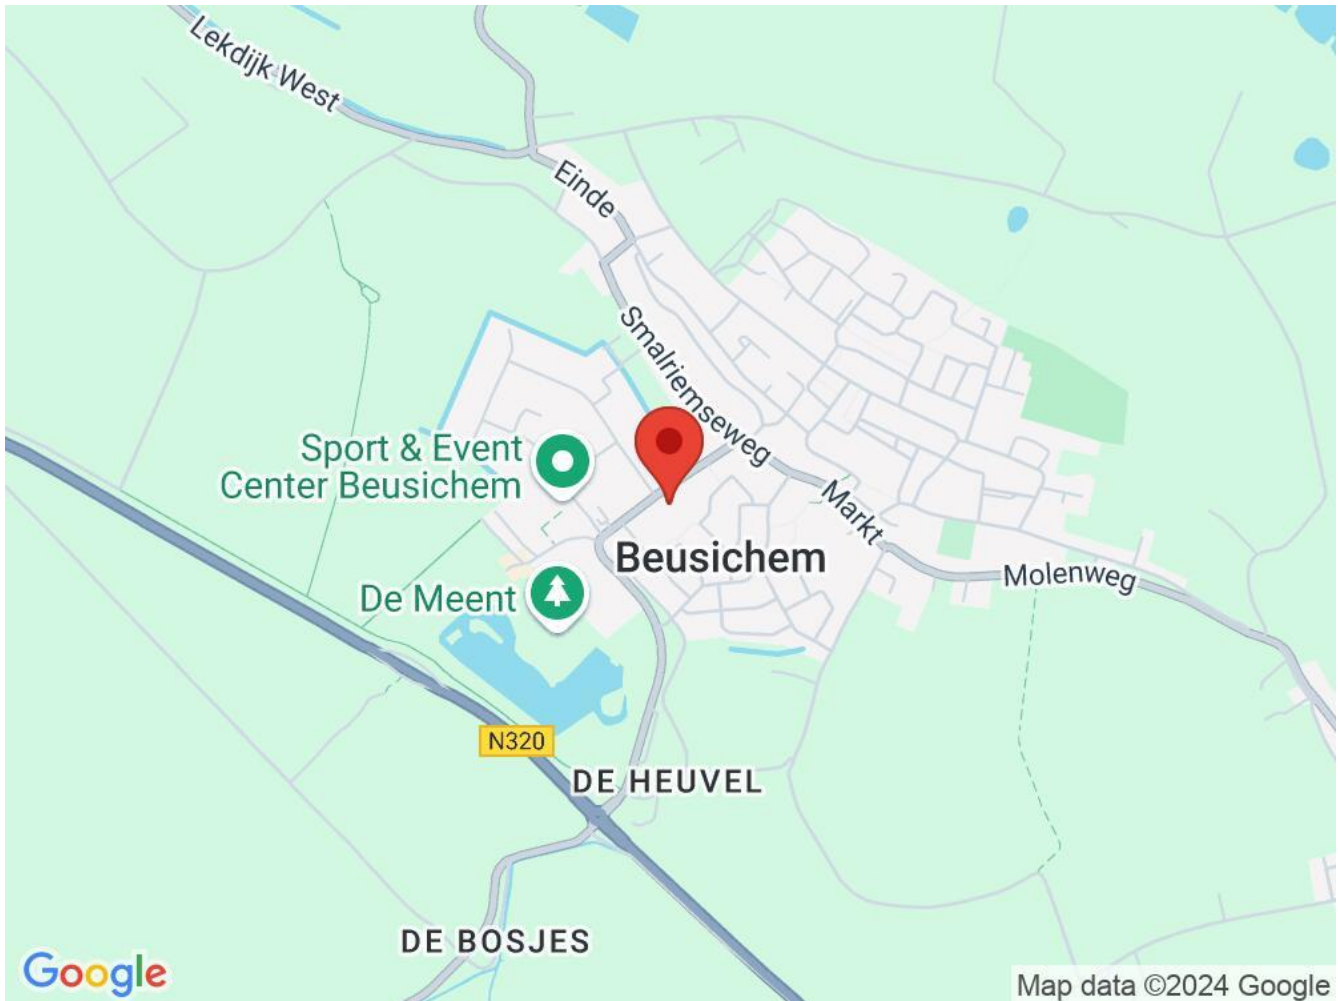 Lekdijk West
Einde
Smalriemseweg
Sport & Event
Center Beusichem
Markt
Beusichem
Molenweg
De Meent
N320
DE HEUVEL
DE BOSJES
Google
Map data ©2024 Google